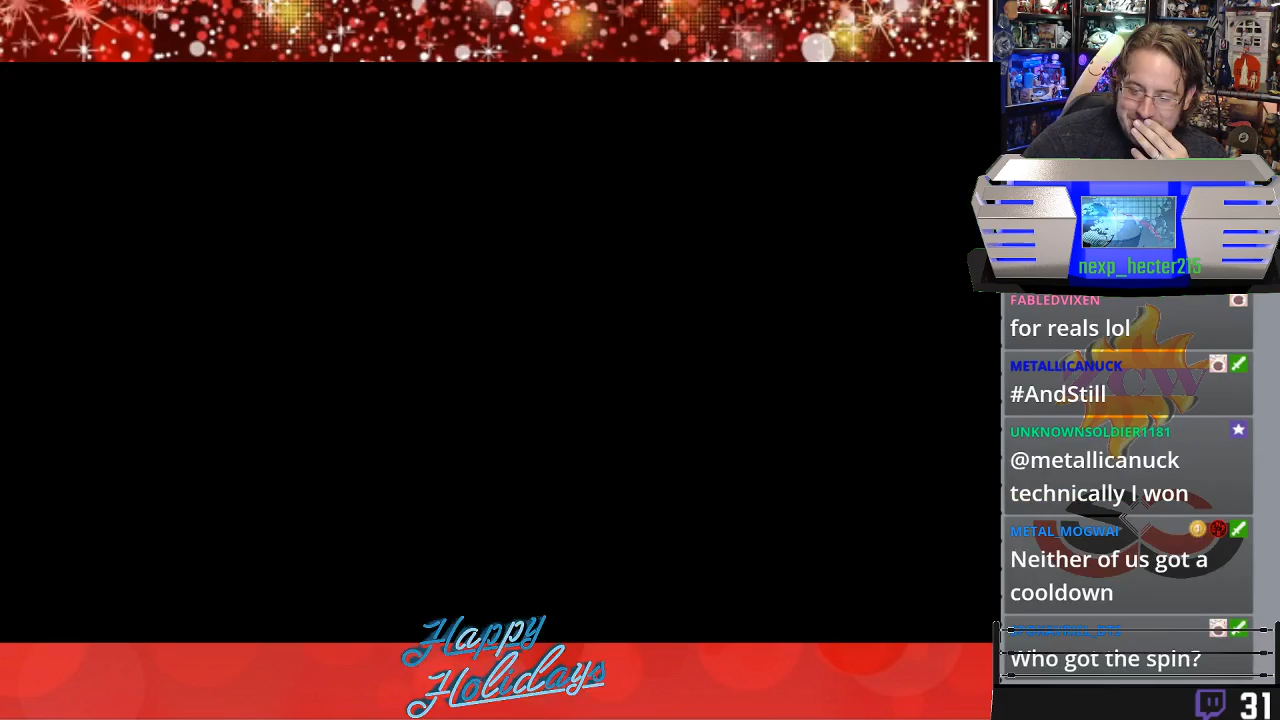 nexp_hecter215
FABLEDVIXEN
for reals lol
METALLICANUCK
#AndStill
UNKNOWNSOLDIER1181
@metallicanuck
technically I won
METAL_MOGWAI
Neither of us got a
cooldown
Who got the spin?
Happy
Holidays
31